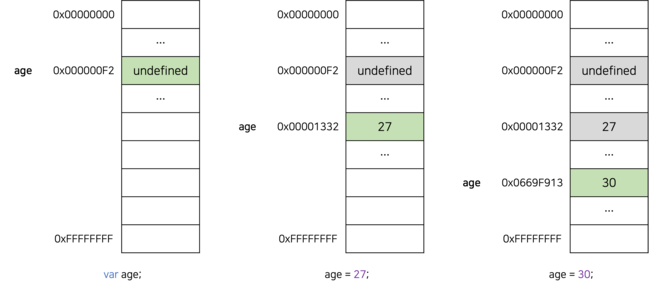 0x00000000
...
age 0x000000F2 undefined
...
0xFFFFFFFF
var age;
0x00000000
...
0x000000F2 undefined
...
age 0x00001332 27
...
0xFFFFFFFF
age = 27;
0x00000000
...
0x000000F2 undefined
...
0x00001332 27
...
age 0x0669F913 30
...
0xFFFFFFFF
age = 30;